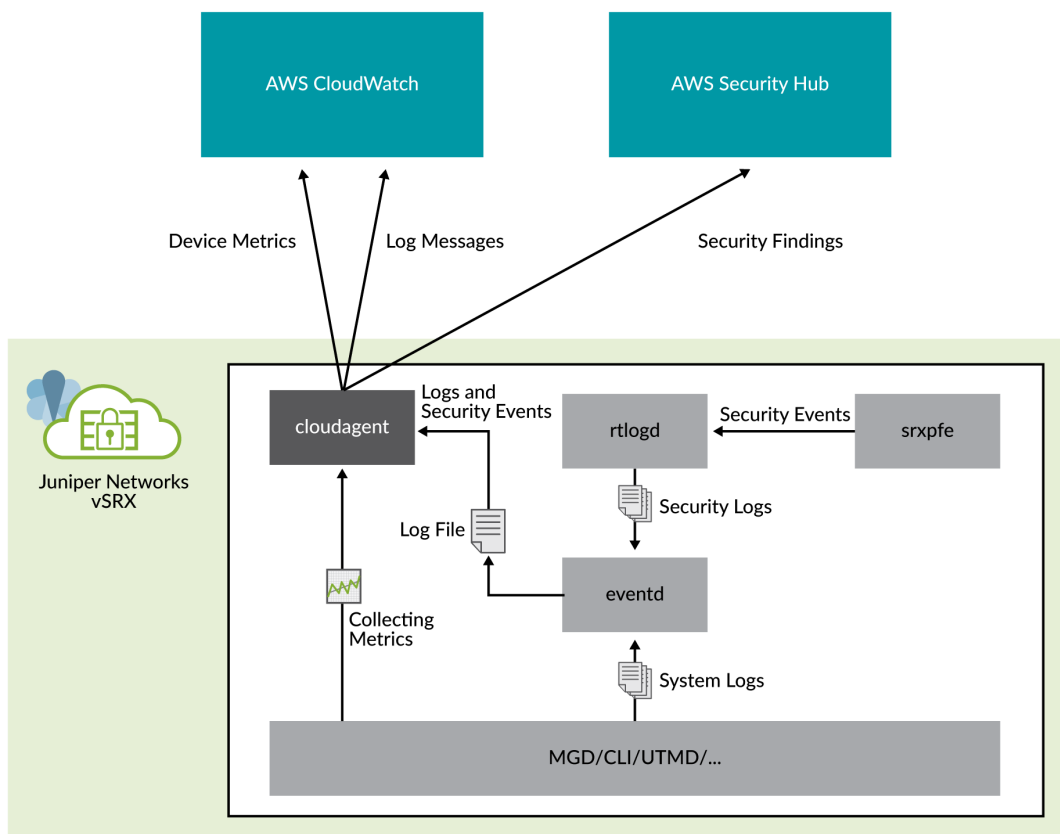 AWS CloudWatch
AWS Security Hub
Device Metrics
Log Messages
Security Findings
Juniper Networks
vSRX
cloudagent
Logs and
Security Events
rtlogd
Security Events
srxpfe
Security Logs
Log File
eventd
Collecting
Metrics
System Logs
MGD/CLI/UTMD/...